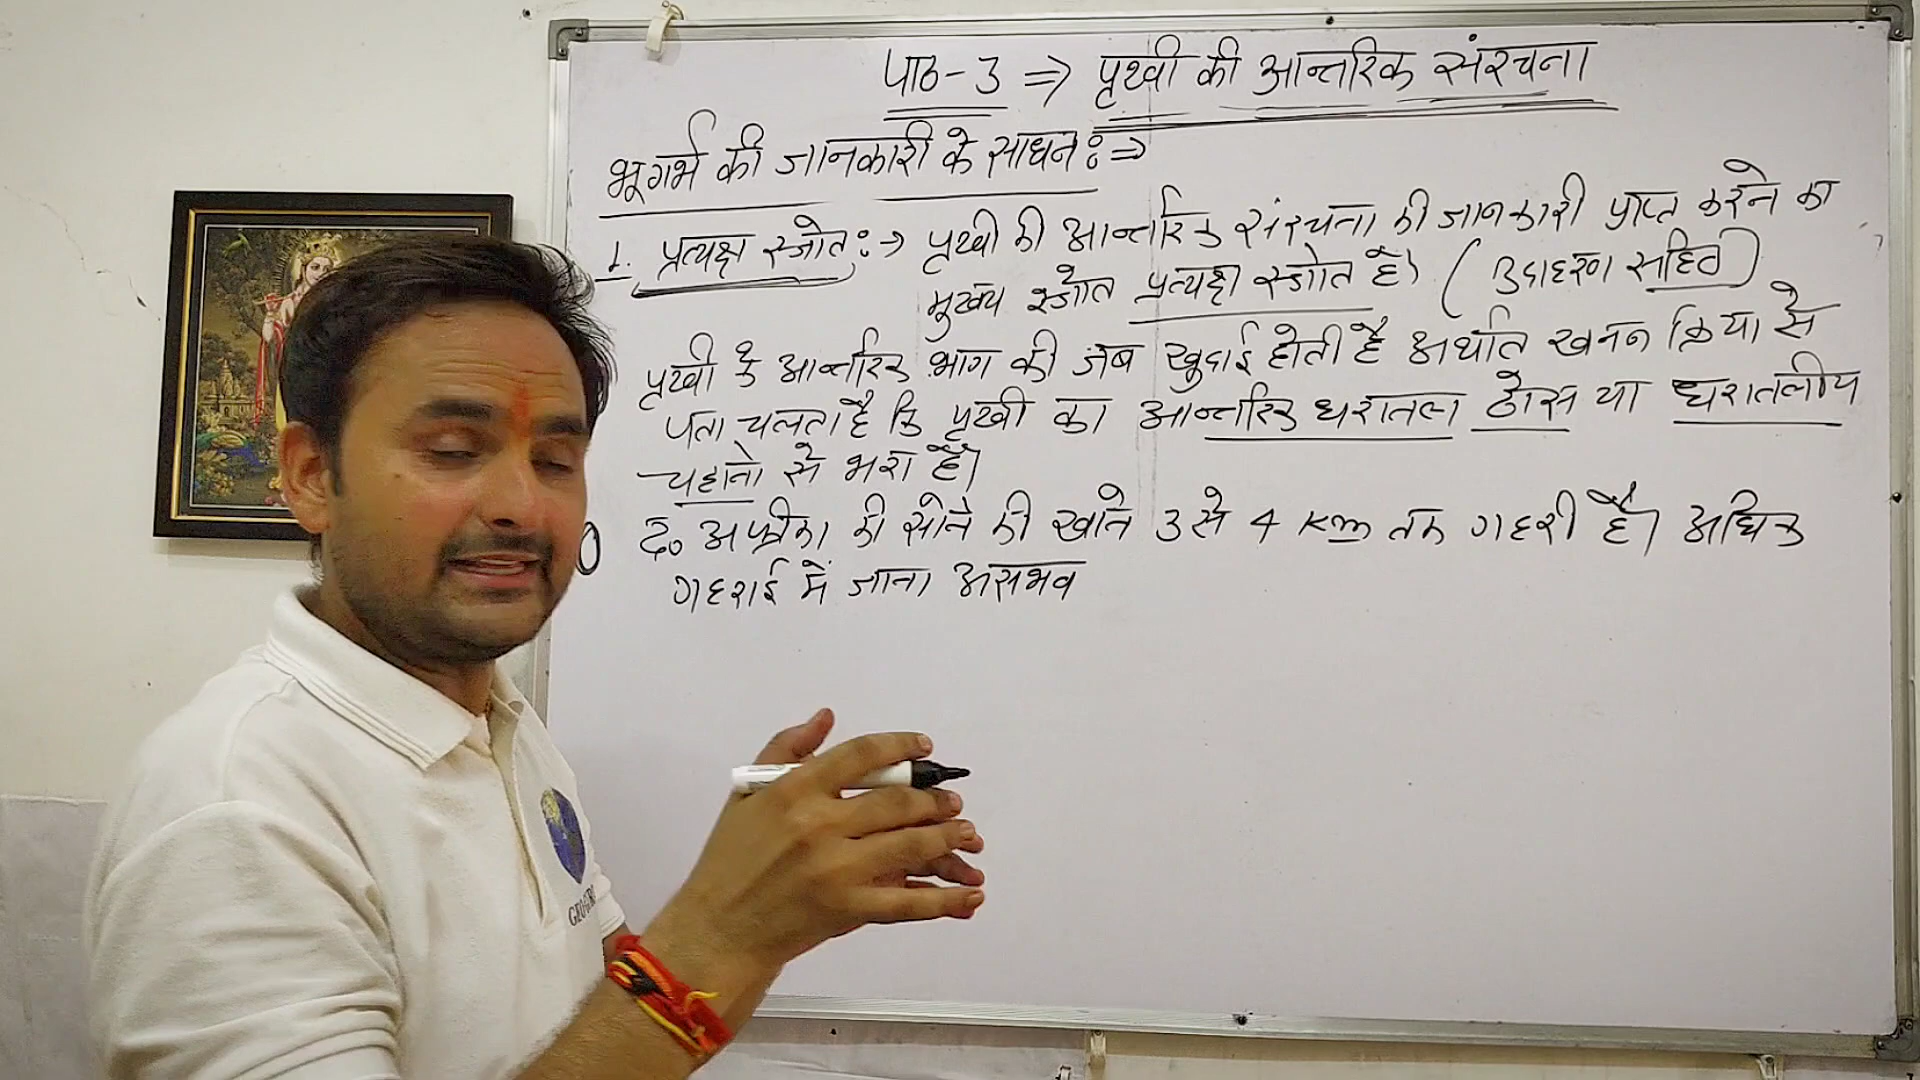 पाठ-3 ⇒ पृथ्वी की आन्तरिक संरचना
भूगर्भ की जानकारी के साधन :⇒
1. प्रत्यक्ष स्त्रोत :→ पृथ्वी की आन्तरिक संरचना की जानकारी प्राप्त करने का
मुख्य स्त्रोत प्रत्यक्ष स्त्रोत है। (उदाहरण सहित)
पृथ्वी के आन्तरिक भाग की जब खुदाई होती है अर्थात खनन क्रिया से
पता चलता है कि पृथ्वी का आन्तरिक धरातल ठोस या धरातलीय
चट्टानो से भरा है।
द० अफ्रीका की सोने की खाने 3 से 4 km तक गहरी है। अधिक
गहराई में जाना असंभव